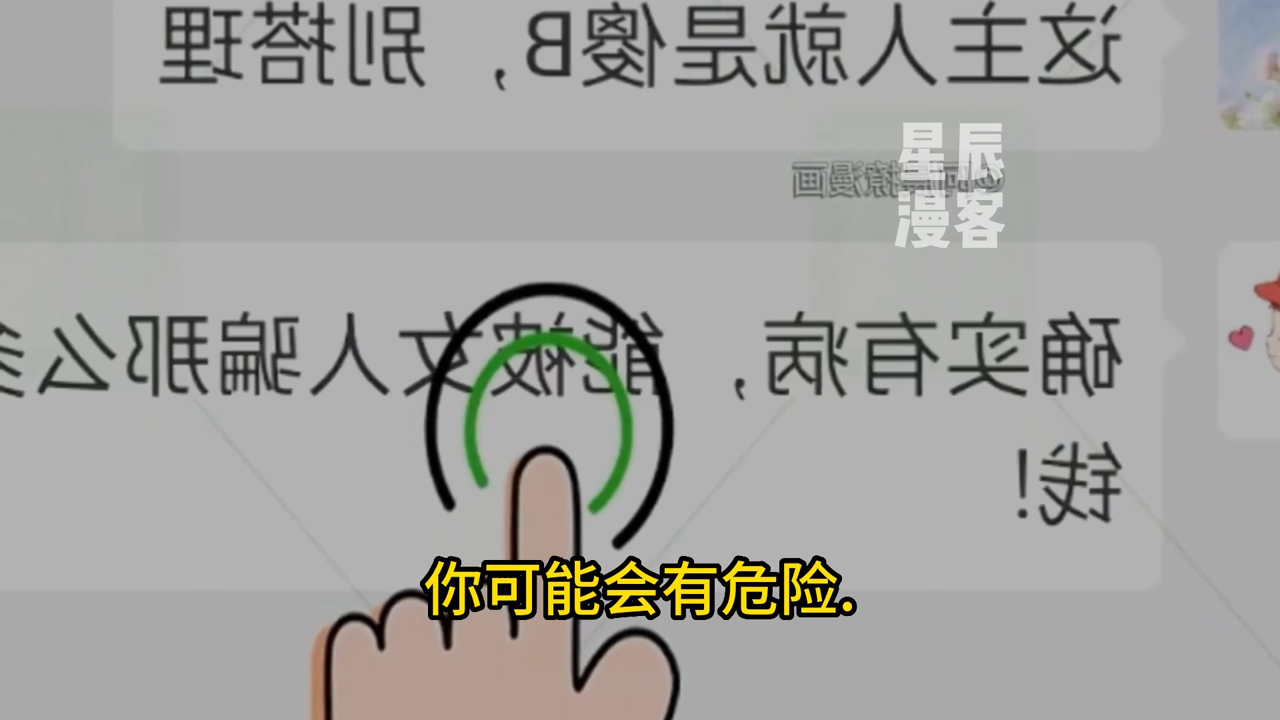 这主人就是傻B，别搭理
星辰
漫客
确实有病，能被女人骗那么多
钱!
你可能会有危险.